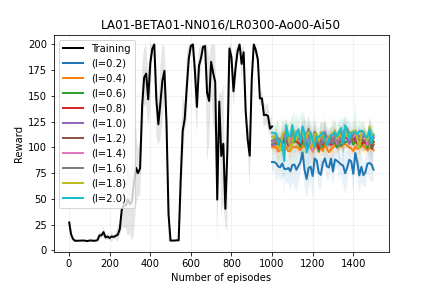 LA01-BETA01-NN016/LR0300-Ao00-Ai50
Reward
200
175
150
125
100
75
50
25
0
Training
(l=0.2)
(l=0.4)
(l=0.6)
(l=0.8)
(l=1.0)
(l=1.2)
(l=1.4)
(l=1.6)
(l=1.8)
(l=2.0)
0 200 400 600 800 1000 1200 1400
Number of episodes